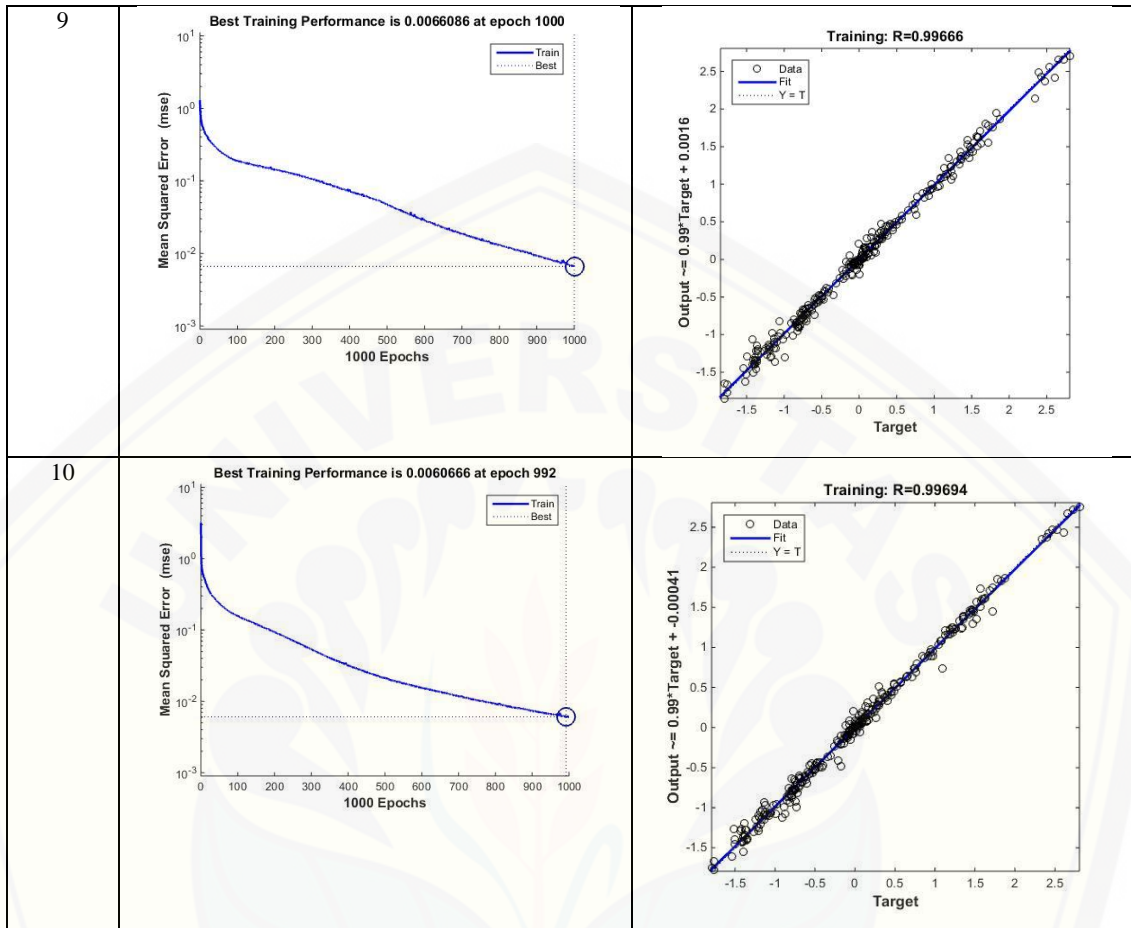 9
Best Training Performance is 0.0066086 at epoch 1000
Mean Squared Error (mse)
10^1
10^0
10^-1
10^-2
10^-3
Train
Best
0 100 200 300 400 500 600 700 800 900 1000
1000 Epochs
Training: R=0.99666
Output ~= 0.99*Target + 0.0016
Data
Fit
Y = T
2.5
2
1.5
1
0.5
0
-0.5
-1
-1.5
-1.5 -1 -0.5 0 0.5 1 1.5 2 2.5
Target
10
Best Training Performance is 0.0060666 at epoch 992
Mean Squared Error (mse)
10^1
10^0
10^-1
10^-2
10^-3
Train
Best
0 100 200 300 400 500 600 700 800 900 1000
1000 Epochs
Training: R=0.99694
Output ~= 0.99*Target + -0.00041
Data
Fit
Y = T
2.5
2
1.5
1
0.5
0
-0.5
-1
-1.5
-1.5 -1 -0.5 0 0.5 1 1.5 2 2.5
Target
UNIVERSITAS